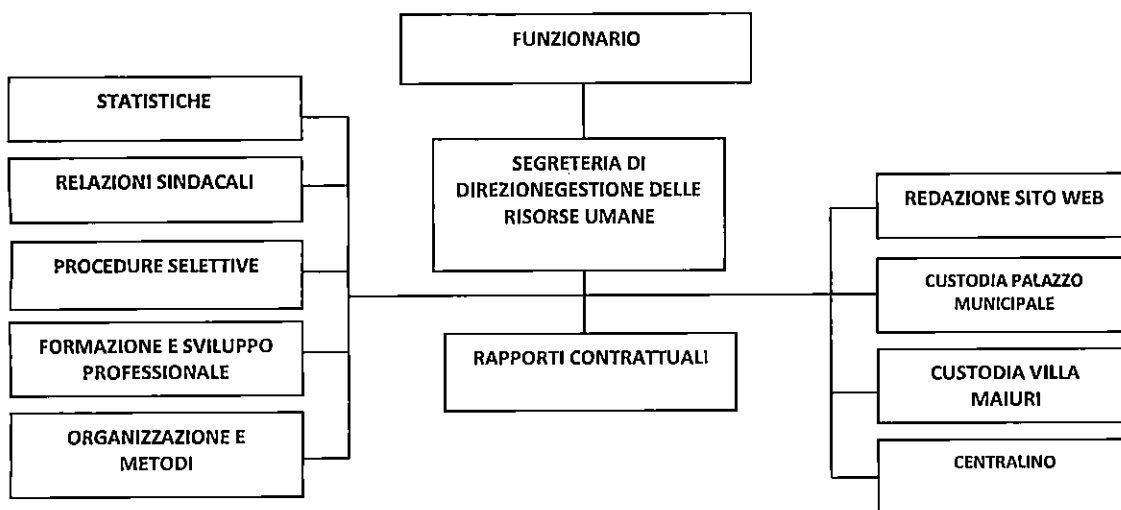 FUNZIONARIO
STATISTICHE
RELAZIONI SINDACALI
PROCEDURE SELETTIVE
FORMAZIONE E SVILUPPO
PROFESSIONALE
ORGANIZZAZIONE E
METODI
SEGRETERIA DI
DIREZIONEGESTIONE DELLE
RISORSE UMANE
RAPPORTI CONTRATTUALI
REDAZIONE SITO WEB
CUSTODIA PALAZZO
MUNICIPALE
CUSTODIA VILLA
MAIURI
CENTRALINO